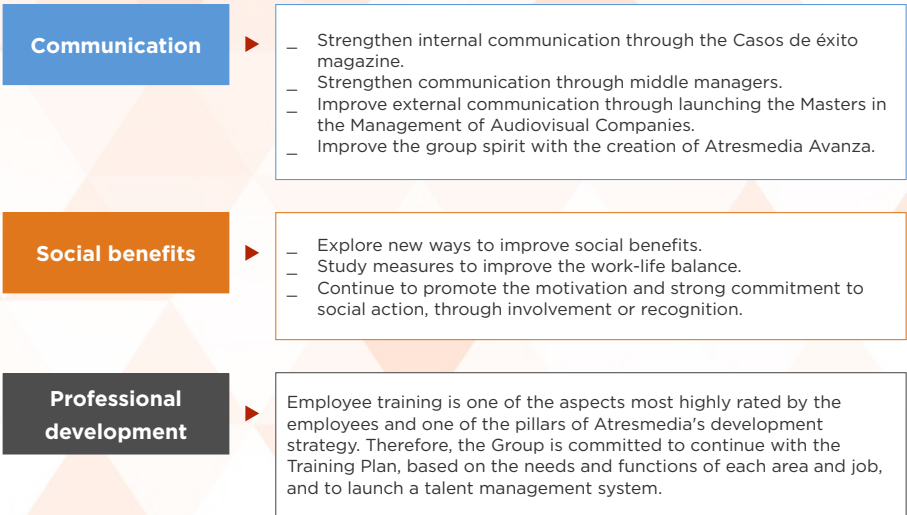 Communication
_ Strengthen internal communication through the Casos de éxito
magazine.
_ Strengthen communication through middle managers.
_ Improve external communication through launching the Masters in
the Management of Audiovisual Companies.
_ Improve the group spirit with the creation of Atresmedia Avanza.
Social benefits
_ Explore new ways to improve social benefits.
_ Study measures to improve the work-life balance.
_ Continue to promote the motivation and strong commitment to
social action, through involvement or recognition.
Professional
development
Employee training is one of the aspects most highly rated by the
employees and one of the pillars of Atresmedia's development
strategy. Therefore, the Group is committed to continue with the
Training Plan, based on the needs and functions of each area and job,
and to launch a talent management system.